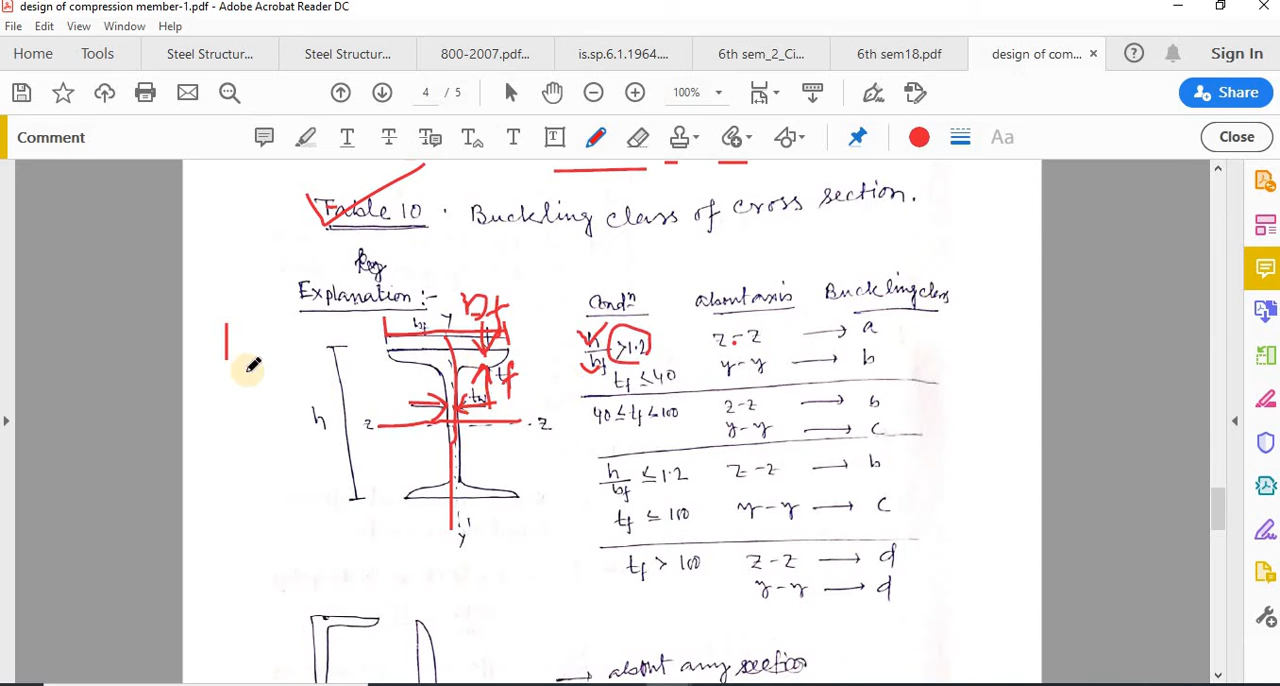 design of compression member-1.pdf - Adobe Acrobat Reader DC
File Edit View Window Help
Home Tools Steel Structur... Steel Structur... 800-2007.pdf... is.sp.6.1.1964.... 6th sem_2_Ci... 6th sem18.pdf design of com... × Sign In
4 / 5 100% Share
Comment Close
Table 10 . Buckling class of cross section.
Explanation :-
Condⁿ about axis Buckling class
h/bf >1.2 z-z → a
tf ≤40 y-y → b
40 ≤ tf ≤ 100 z-z → b
y-y → c
h/bf ≤ 1.2 z-z → b
tf ≤ 100 y-y → c
tf > 100 z-z → d
y-y → d
bf y
tf
tw
h z z
y
→ about any section